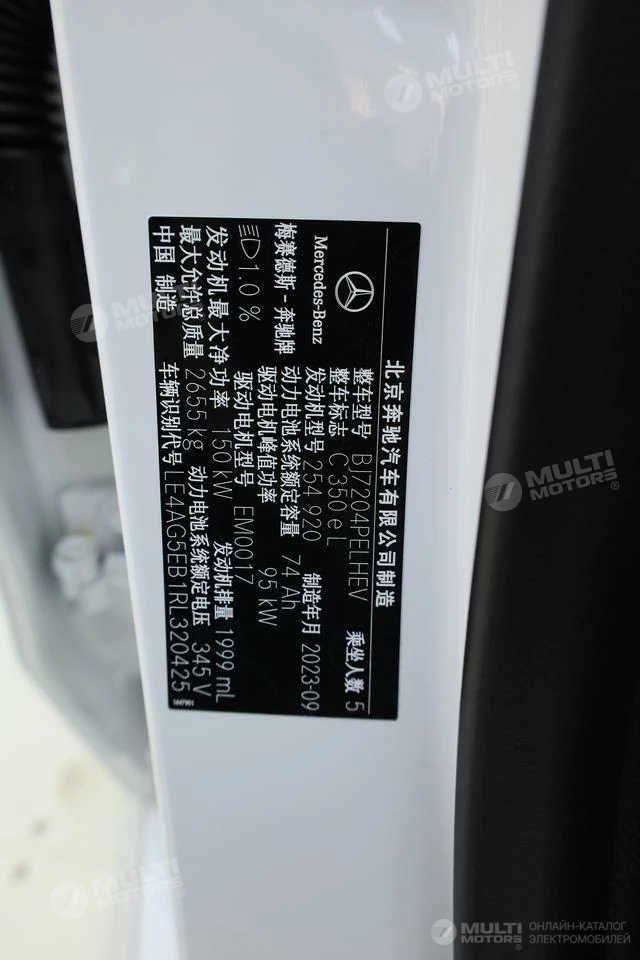 北京奔驰汽车有限公司制造
Mercedes-Benz
梅赛德斯-奔驰牌
整车型号 BJ7204PELHEV 乘坐人数 5
整车标志 C 350 e L
发动机型号 254 920 制造年月 2023-09
动力电池系统额定容量 74 Ah
1.0 % 驱动电机峰值功率 95 kW
驱动电机型号 EM0017
发动机最大净功率 150 kW 发动机排量 1999 mL
最大允许总质量 2655 kg 动力电池系统额定电压 345 V
中国 制造 车辆识别代号 LE4AG5EB1RL320425
1647901
MULTI MOTORS®
MULTI MOTORS®
MULTI MOTORS®
MULTI MOTORS®
MULTI MOTORS®
ОНЛАЙН-КАТАЛОГ
ЭЛЕКТРОМОБИЛЕЙ